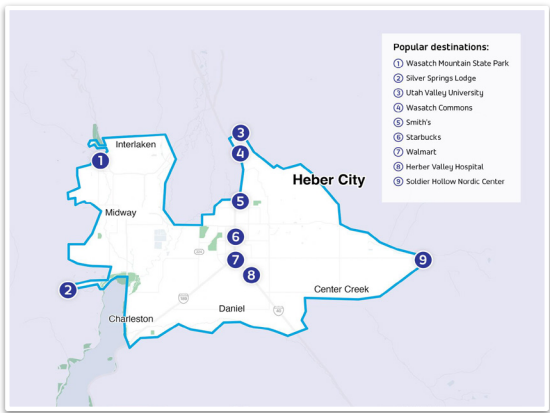 Popular destinations:
1 Wasatch Mountain State Park
2 Silver Springs Lodge
3 Utah Valley University
4 Wasatch Commons
5 Smith's
6 Starbucks
7 Walmart
8 Herber Valley Hospital
9 Soldier Hollow Nordic Center
3
Interlaken
4
1
Heber City
5
Midway
6
7
9
8
2
Center Creek
Daniel
Charleston